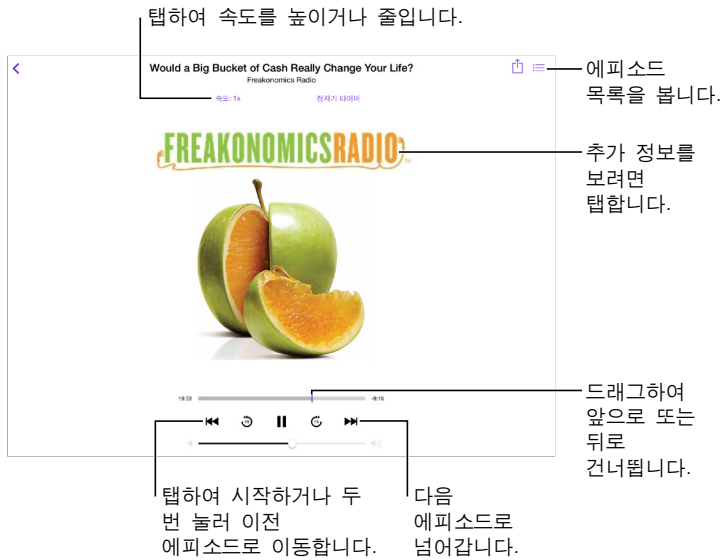 탭하여 속도를 높이거나 줄입니다.
Would a Big Bucket of Cash Really Change Your Life?
Freakonomics Radio
속도: 1x
잠자기 타이머
에피소드
목록을 봅니다.
FREAKONOMICSRADIO
추가 정보를
보려면
탭합니다.
19:53
-9:16
드래그하여
앞으로 또는
뒤로
건너뜁니다.
15
15
탭하여 시작하거나 두
번 눌러 이전
에피소드로 이동합니다.
다음
에피소드로
넘어갑니다.